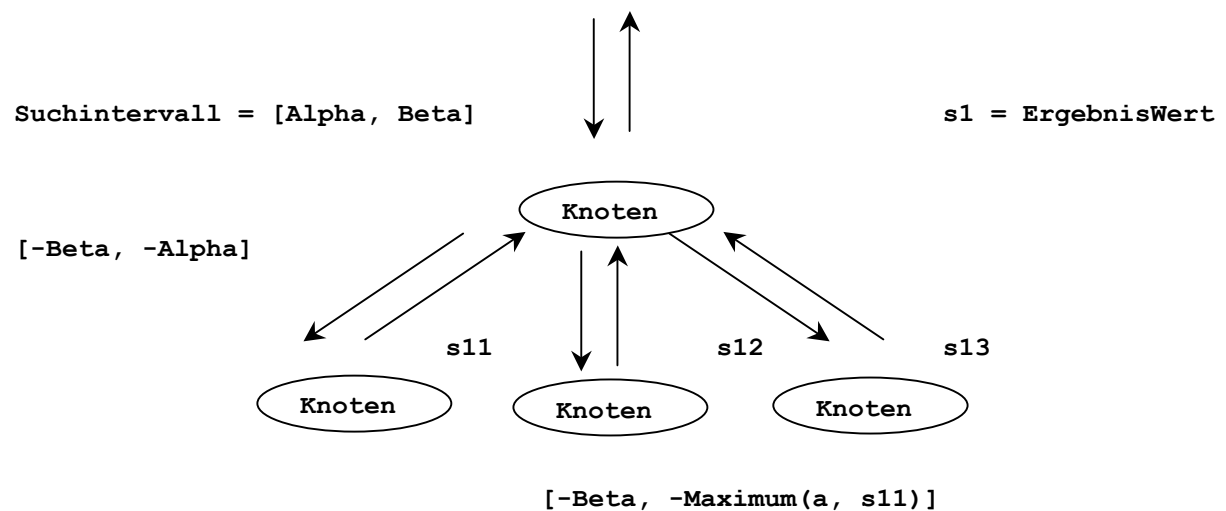 Suchintervall = [Alpha, Beta]
s1 = ErgebnisWert
Knoten
[-Beta, -Alpha]
s11
s12
s13
Knoten
Knoten
Knoten
[-Beta, -Maximum(a, s11)]